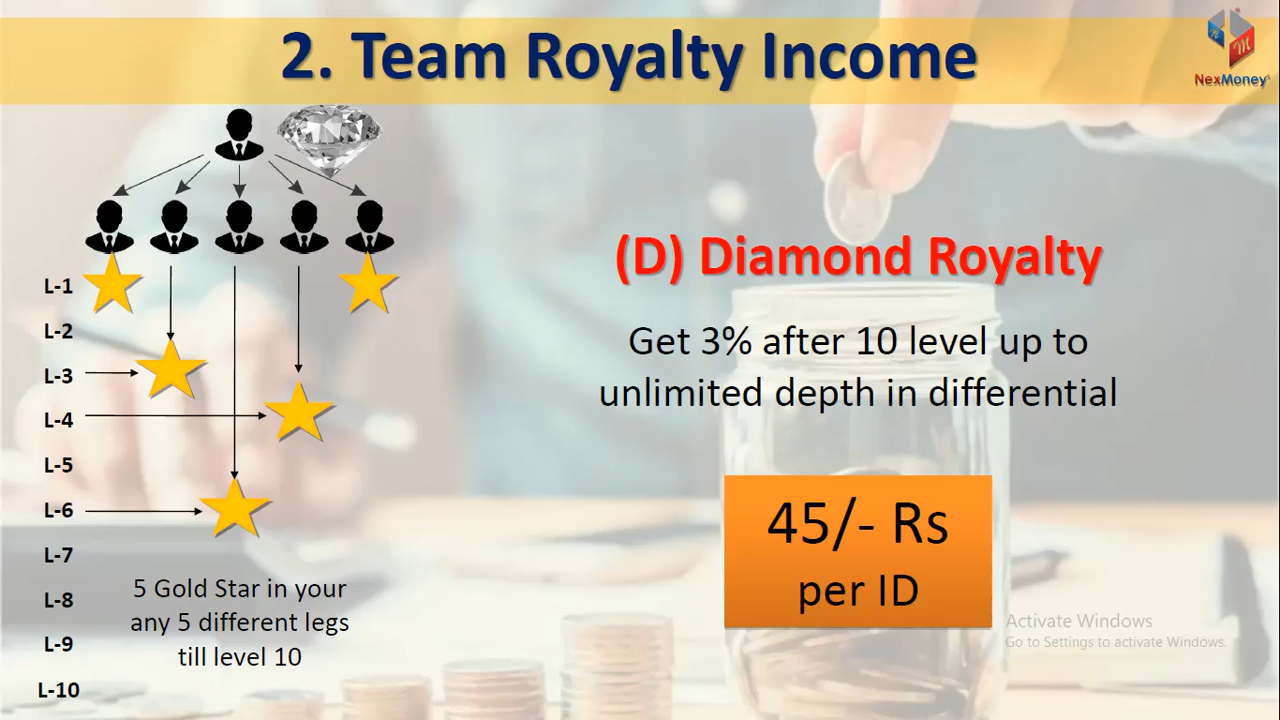 2. Team Royalty Income
NexMoney
(D) Diamond Royalty
Get 3% after 10 level up to
unlimited depth in differential
45/- Rs
per ID
L-1
L-2
L-3
L-4
L-5
L-6
L-7
L-8
L-9
L-10
5 Gold Star in your
any 5 different legs
till level 10
Activate Windows
Go to Settings to activate Windows.